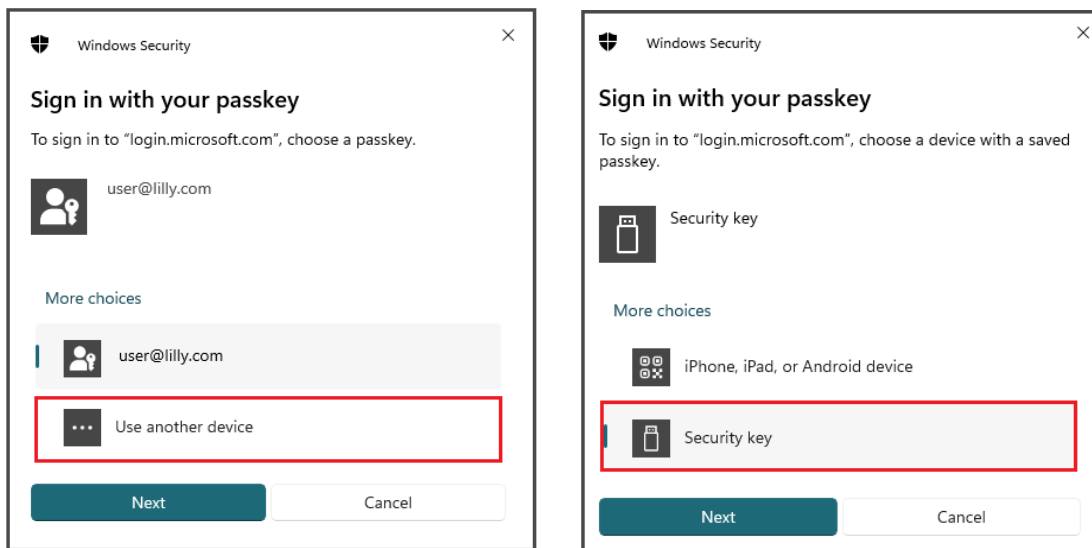 Windows Security
Sign in with your passkey
To sign in to “login.microsoft.com”, choose a passkey.
user@lilly.com
More choices
user@lilly.com
Use another device
Next
Cancel
Windows Security
Sign in with your passkey
To sign in to “login.microsoft.com”, choose a device with a saved
passkey.
Security key
More choices
iPhone, iPad, or Android device
Security key
Next
Cancel